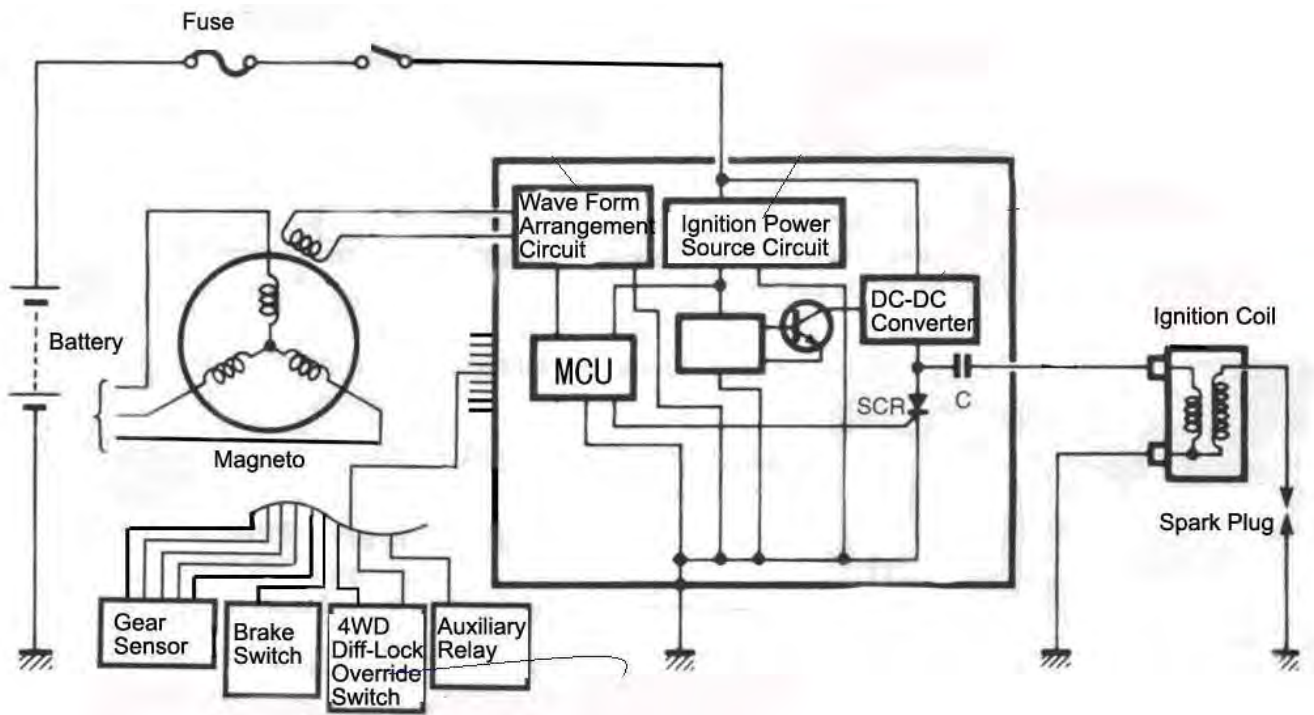 Fuse
Wave Form
Arrangement
Circuit
Ignition Power
Source Circuit
DC-DC
Converter
Ignition Coil
Battery
MCU
SCR
C
Magneto
Spark Plug
Gear
Sensor
Brake
Switch
4WD
Diff-Lock
Override
Switch
Auxiliary
Relay